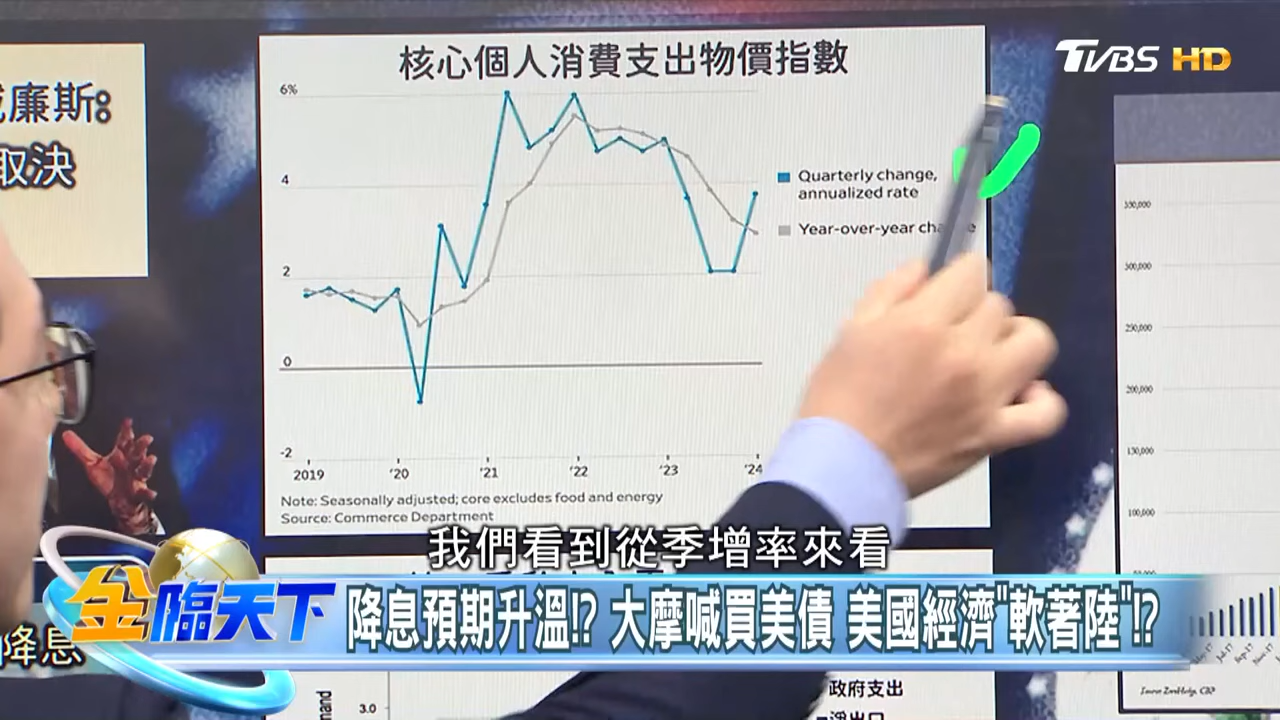 TVBS HD
廉斯:
取決
核心個人消費支出物價指數
6%
4
2
0
-2
2019 '20 '21 '22 '23 '24
Quarterly change,
annualized rate
Year-over-year
Note: Seasonally adjusted; core excludes food and energy
Source: Commerce Department
350,000
300,000
250,000
200,000
150,000
100,000
我們看到從季增率來看
金臨天下
降息預期升溫!? 大摩喊買美債 美國經濟"軟著陸"!?
降息
3.0
政府支出
淨出口